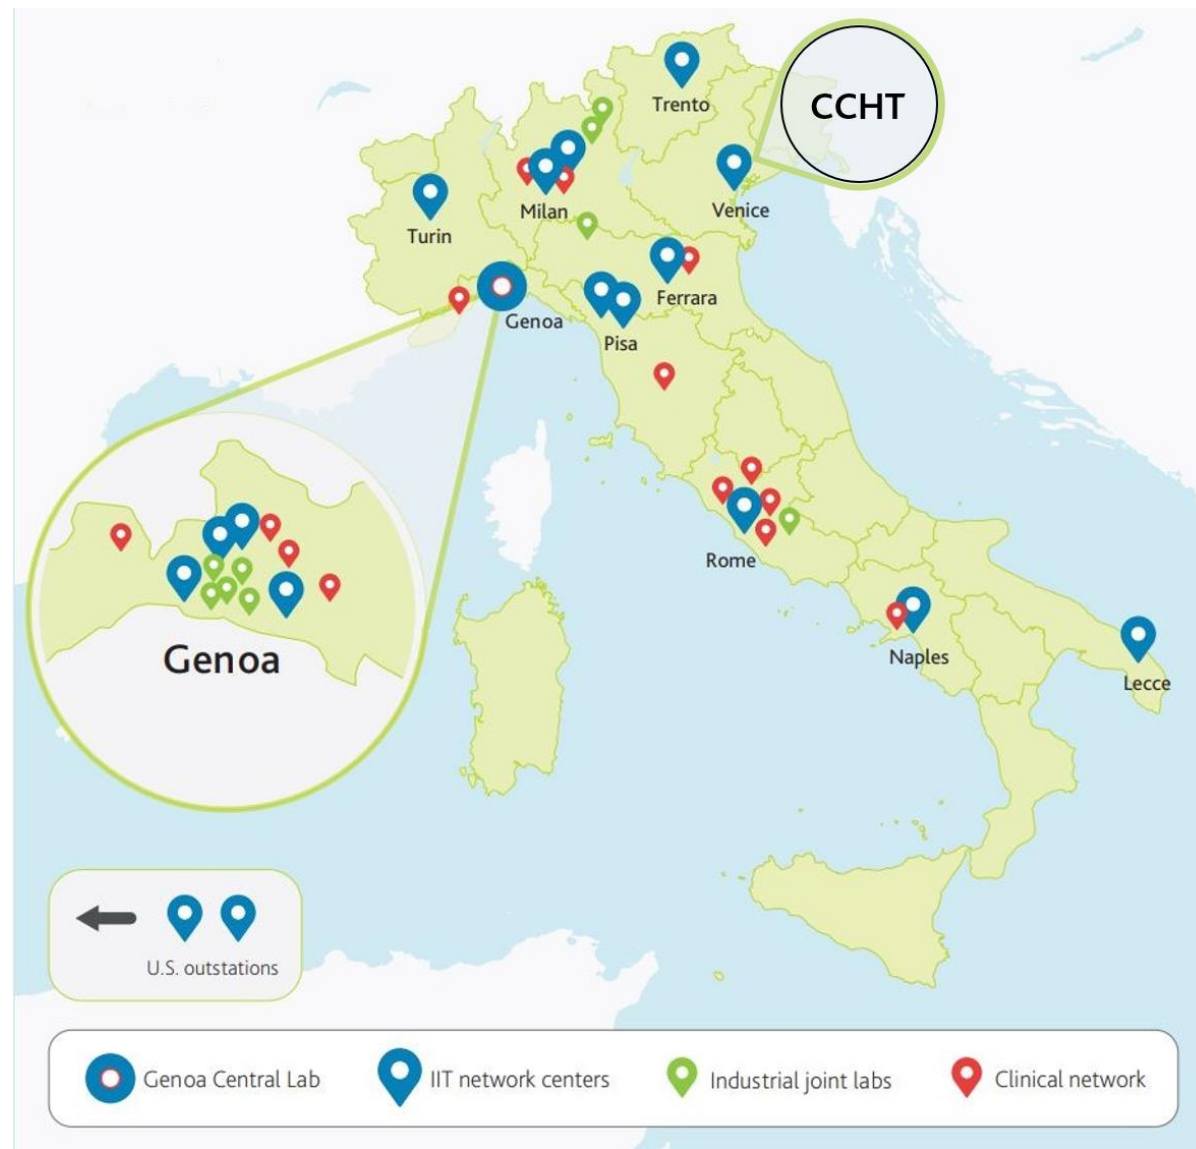 Trento
CCHT
Milan
Venice
Turin
Ferrara
Genoa
Pisa
Rome
Genoa
Naples
Lecce
U.S. outstations
Genoa Central Lab
IIT network centers
Industrial joint labs
Clinical network